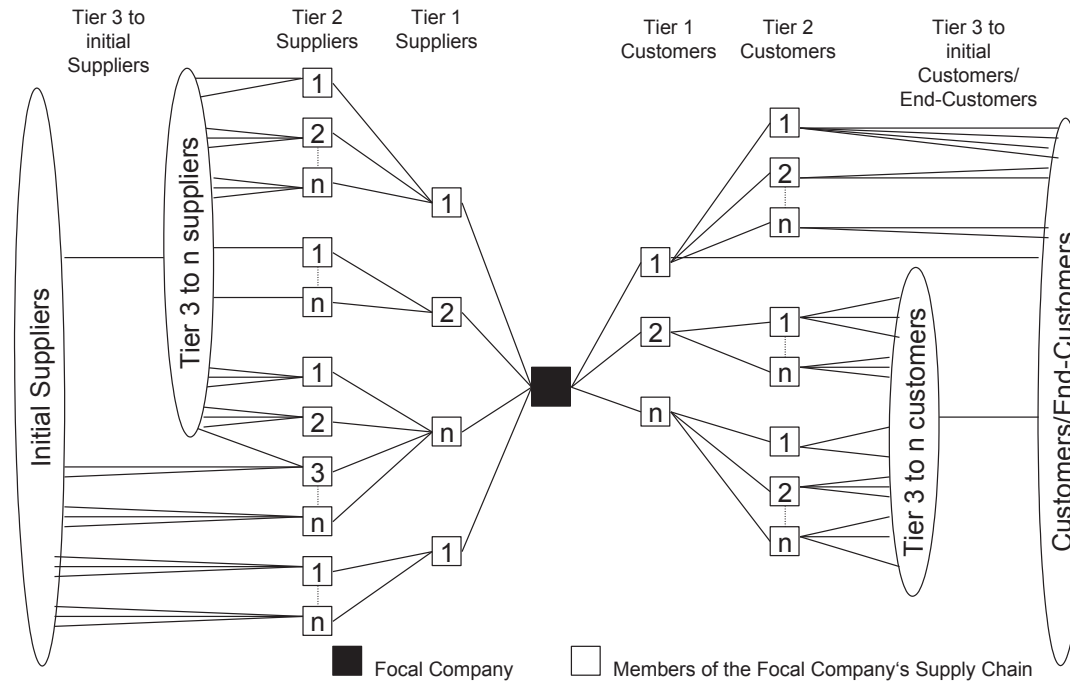 Tier 3 to
initial
Suppliers
Tier 2
Suppliers
Tier 1
Suppliers
Tier 1
Customers
Tier 2
Customers
Tier 3 to
initial
Customers/
End-Customers
Initial Suppliers
Tier 3 to n suppliers
1
2
n
1
n
1
2
3
n
1
n
1
2
n
1
1
2
n
1
2
n
1
n
1
2
n
Tier 3 to n customers
Customers/End-Customers
Focal Company
Members of the Focal Company‘s Supply Chain